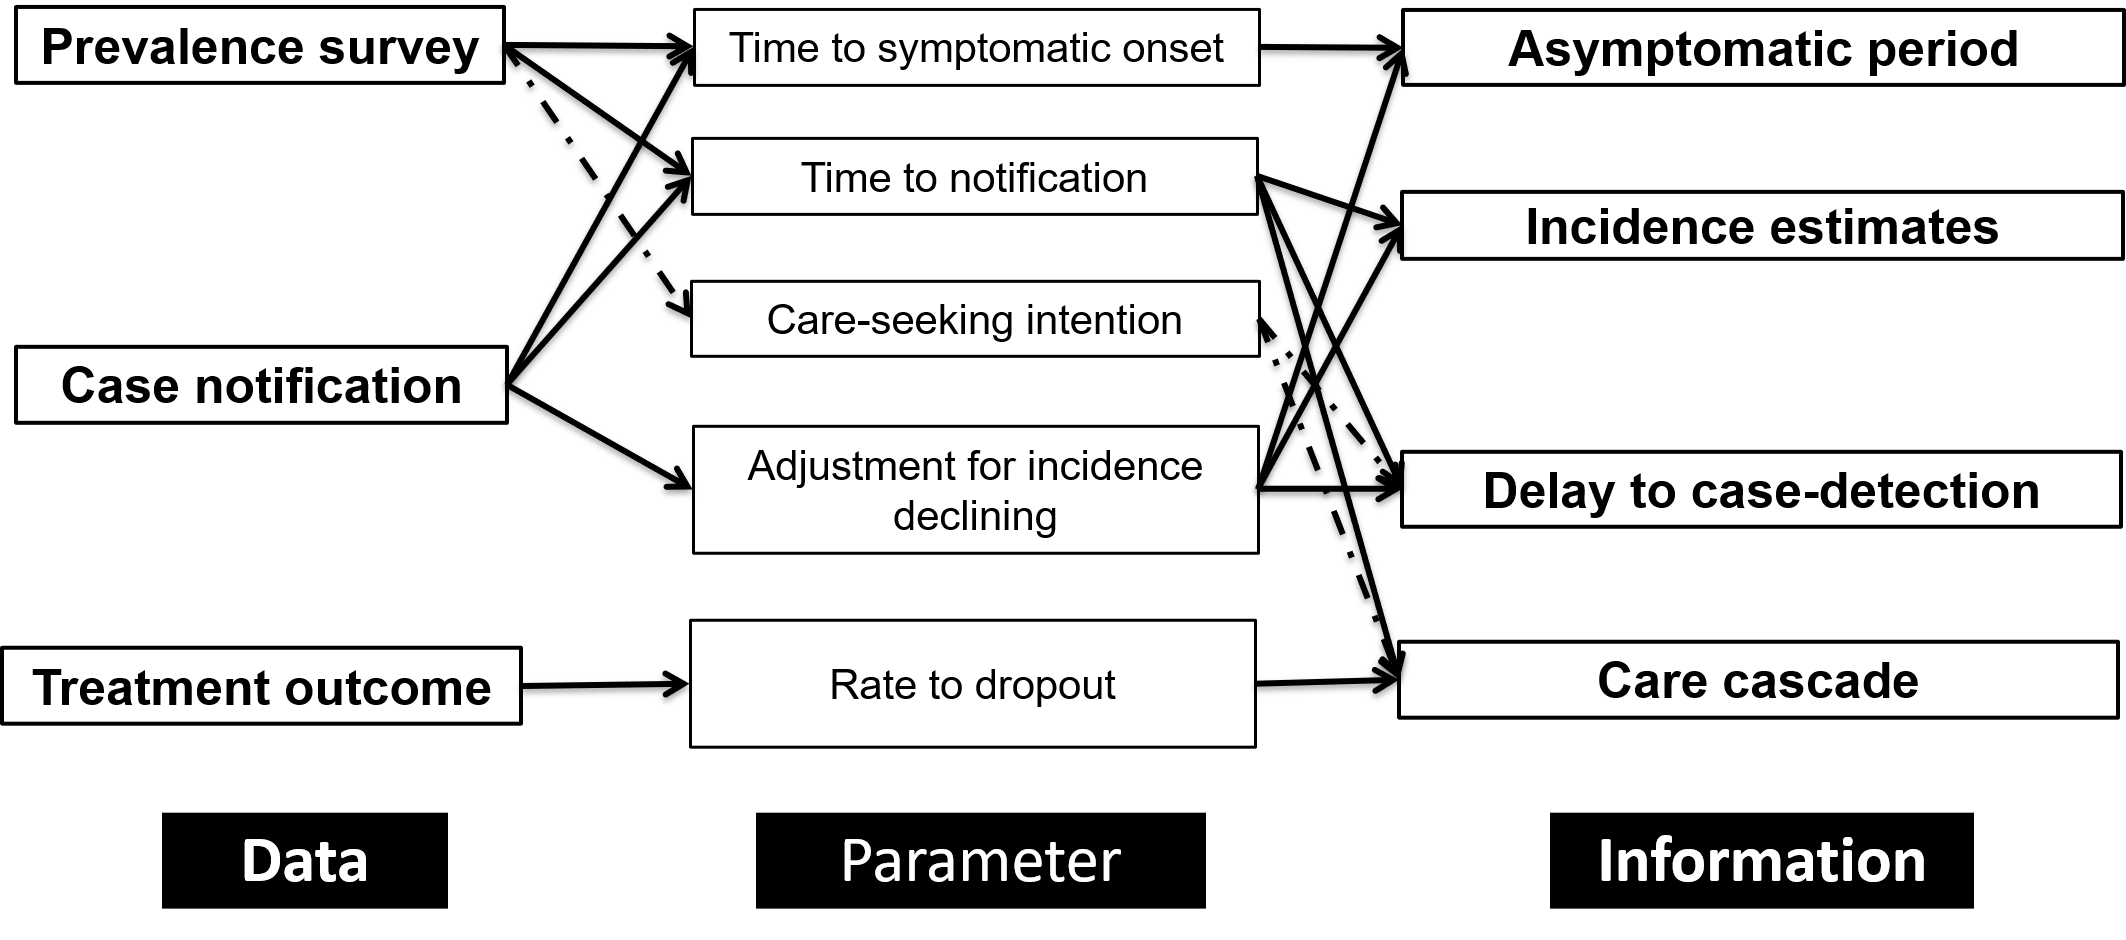 Prevalence survey
Time to symptomatic onset
Asymptomatic period
Time to notification
Incidence estimates
Care-seeking intention
Case notification
Adjustment for incidence
declining
Delay to case-detection
Treatment outcome
Rate to dropout
Care cascade
Data
Parameter
Information